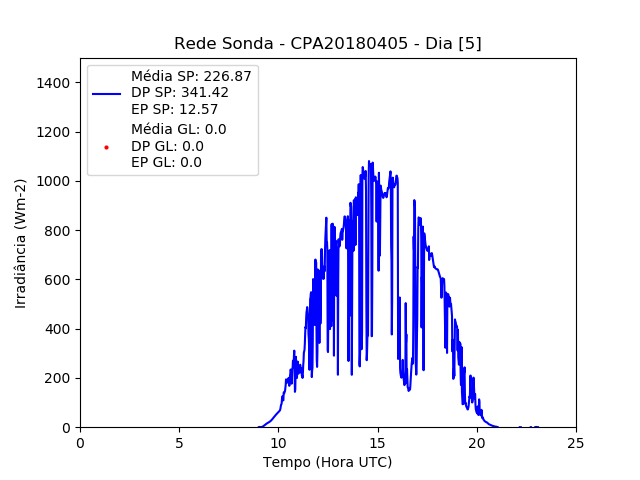 Rede Sonda - CPA20180405 - Dia [5]
Média SP: 226.87
DP SP: 341.42
EP SP: 12.57
Média GL: 0.0
DP GL: 0.0
EP GL: 0.0
1400
1200
1000
800
600
400
200
0
Irradiância (Wm-2)
0 5 10 15 20 25
Tempo (Hora UTC)